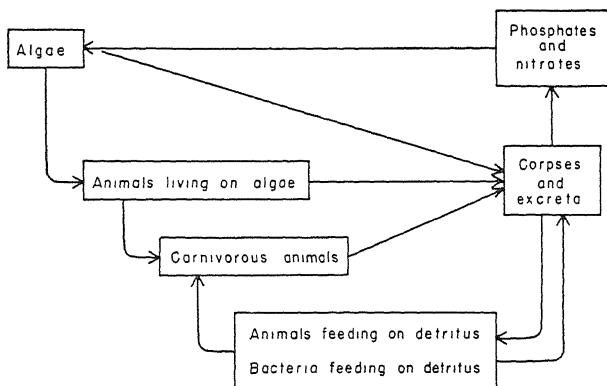 Algae
Phosphates
and
nitrates
Animals living on algae
Corpses
and
excreta
Carnivorous animals
Animals feeding on detritus
Bacteria feeding on detritus